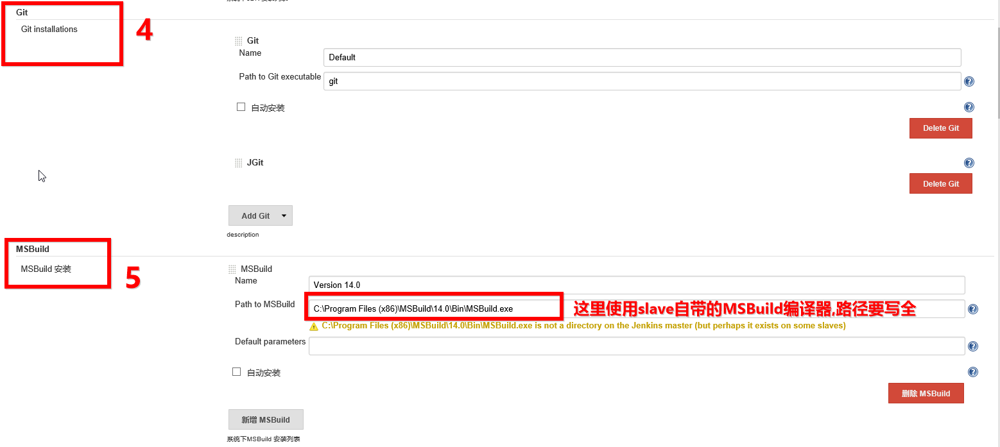 Git
Git installations
4
Git
Name
Default
Path to Git executable
git
自动安装
Delete Git
JGit
Delete Git
Add Git
description
MSBuild
MSBuild 安装
5
MSBuild
Name
Version 14.0
Path to MSBuild
C:\Program Files (x86)\MSBuild\14.0\Bin\MSBuild.exe
这里使用slave自带的MSBuild编译器,路径要写全
C:\Program Files (x86)\MSBuild\14.0\Bin\MSBuild.exe is not a directory on the Jenkins master (but perhaps it exists on some slaves)
Default parameters
自动安装
删除 MSBuild
新增 MSBuild
系统下MSBuild 安装列表